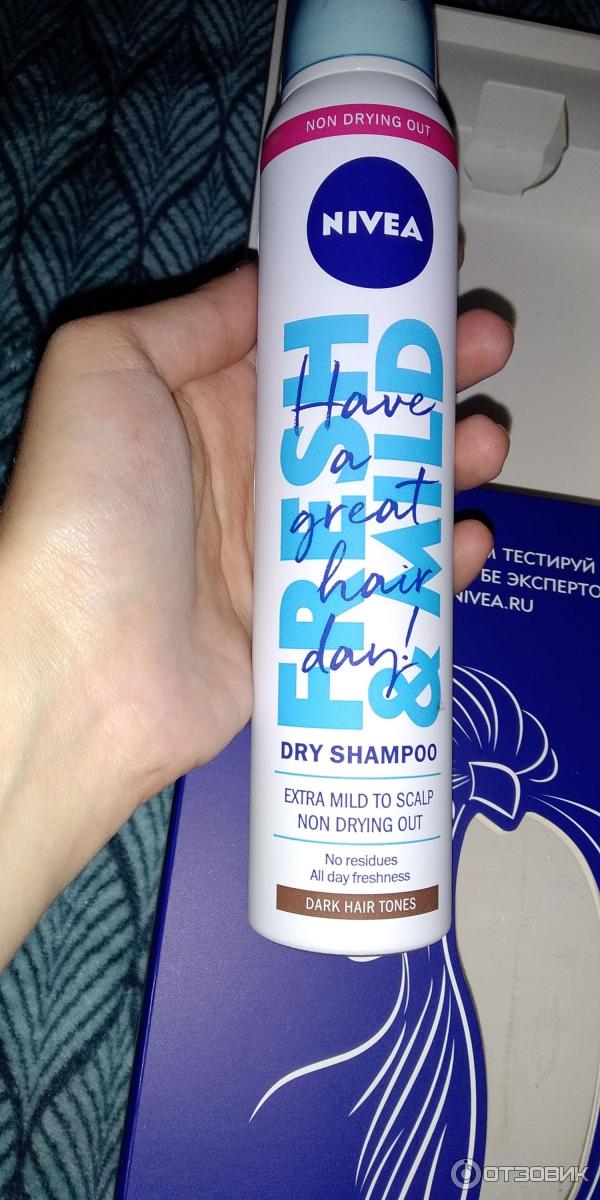 NON DRYING OUT
NIVEA
FRESH
& MILD
Have
a
great
hair
day!
DRY SHAMPOO
EXTRA MILD TO SCALP
NON DRYING OUT
No residues
All day freshness
DARK HAIR TONES
ТЕСТИРУЙ
NIVEA.RU
ОТЗОВИК